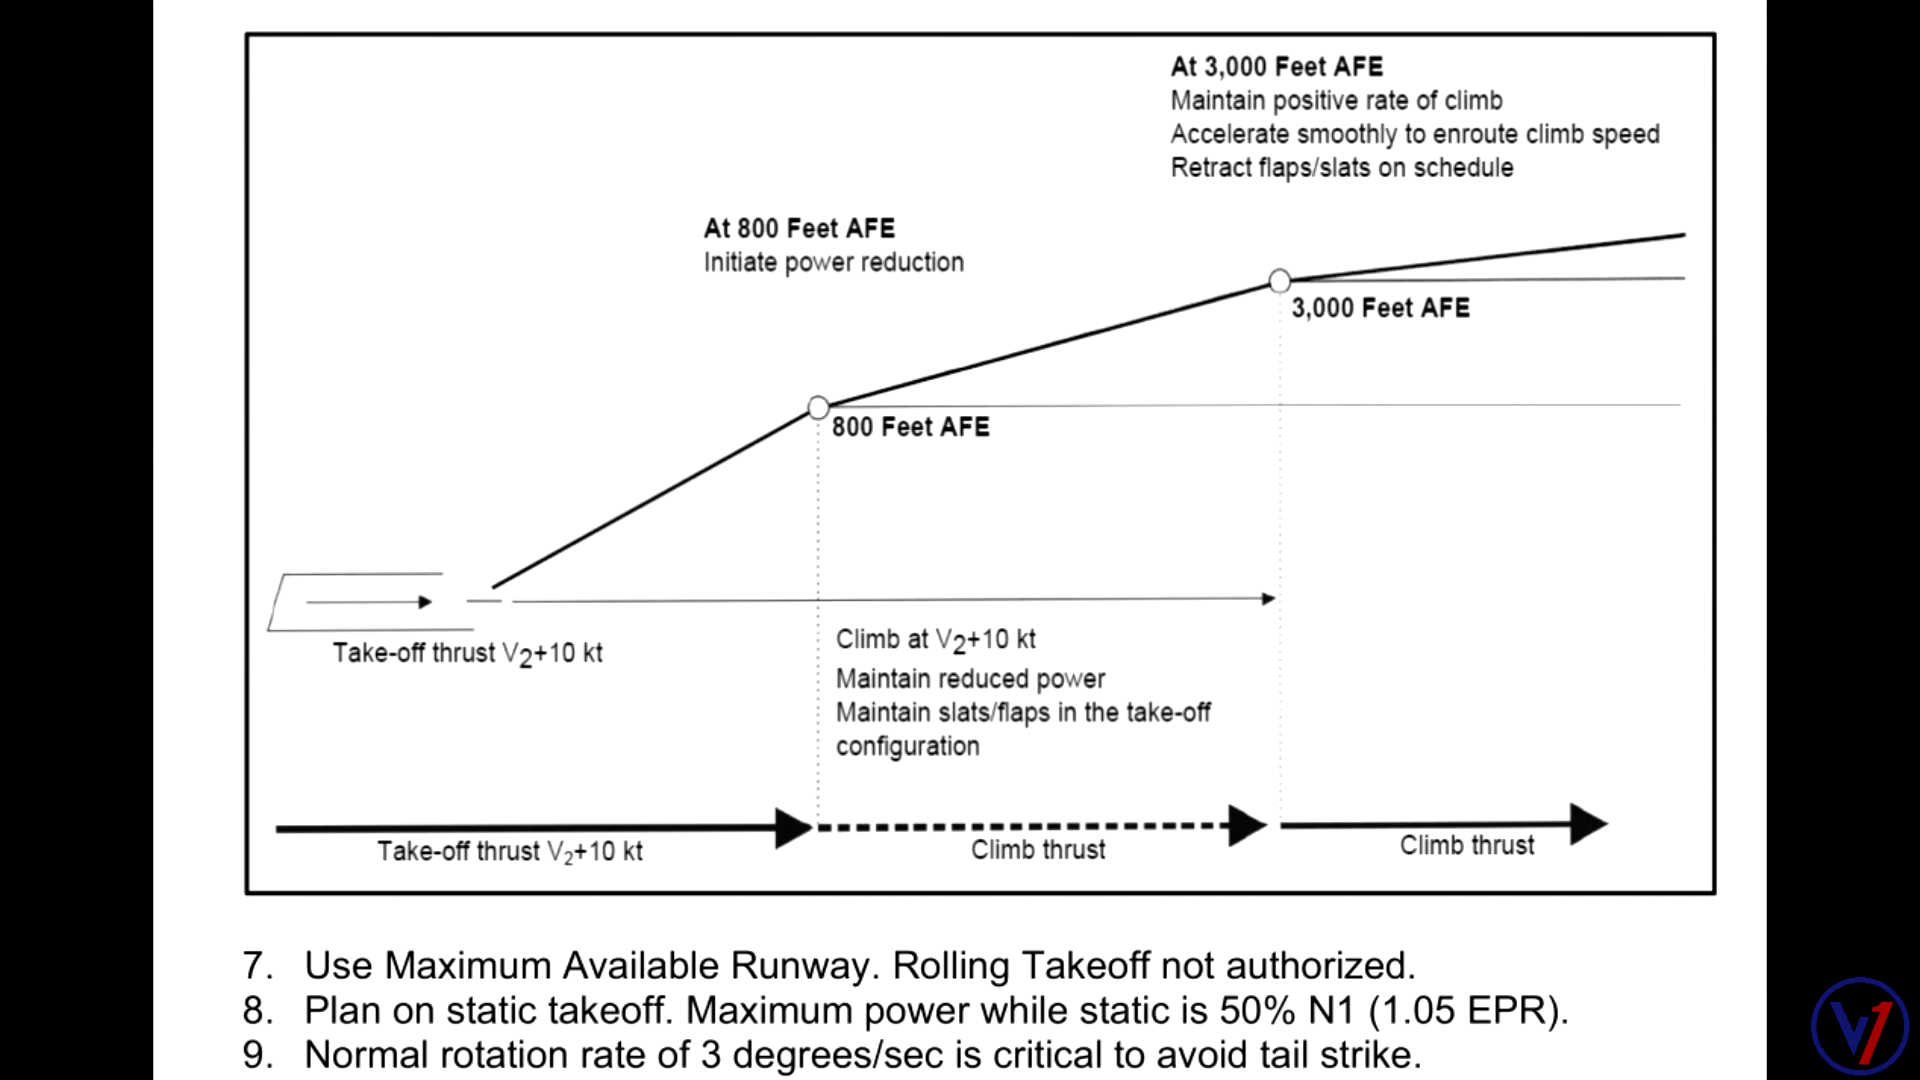 At 3,000 Feet AFE
Maintain positive rate of climb
Accelerate smoothly to enroute climb speed
Retract flaps/slats on schedule
At 800 Feet AFE
Initiate power reduction
3,000 Feet AFE
800 Feet AFE
Take-off thrust V2+10 kt
Climb at V2+10 kt
Maintain reduced power
Maintain slats/flaps in the take-off
configuration
Take-off thrust V2+10 kt
Climb thrust
Climb thrust
7. Use Maximum Available Runway. Rolling Takeoff not authorized.
8. Plan on static takeoff. Maximum power while static is 50% N1 (1.05 EPR).
9. Normal rotation rate of 3 degrees/sec is critical to avoid tail strike.
V1